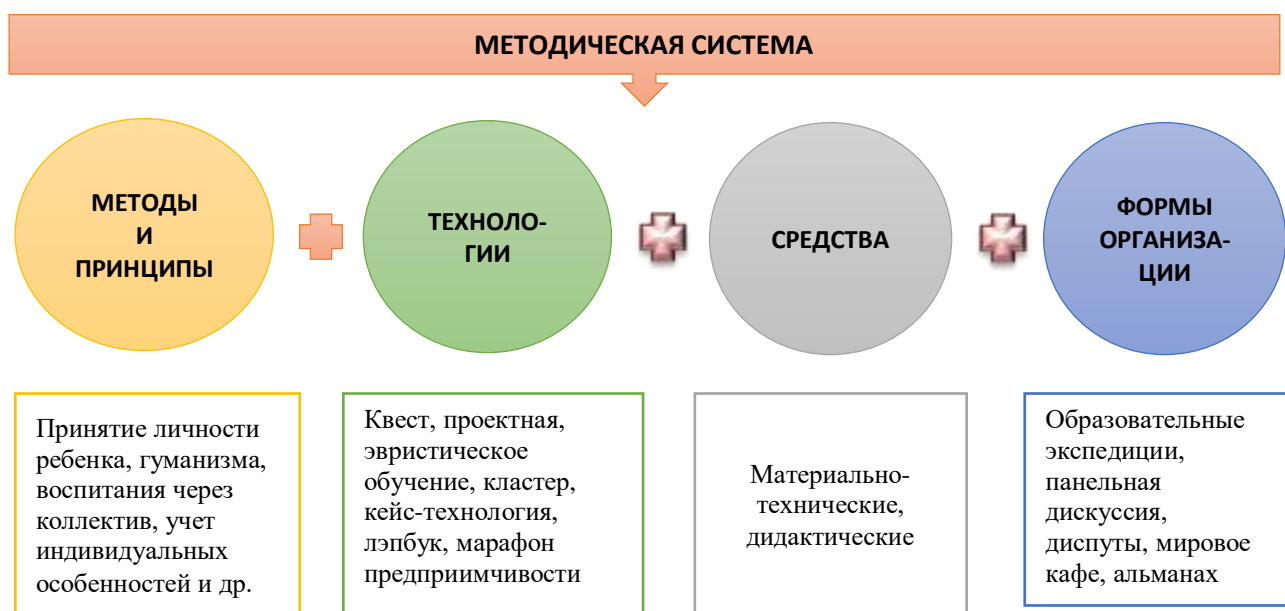 МЕТОДИЧЕСКАЯ СИСТЕМА
МЕТОДЫ
И
ПРИНЦИПЫ
ТЕХНОЛО-
ГИИ
СРЕДСТВА
ФОРМЫ
ОРГАНИЗА-
ЦИИ
Принятие личности
ребенка, гуманизма,
воспитания через
коллектив, учет
индивидуальных
особенностей и др.
Квест, проектная,
эвристическое
обучение, кластер,
кейс-технология,
лэпбук, марафон
предприимчивости
Материально-
технические,
дидактические
Образовательные
экспедиции,
панельная
дискуссия,
диспуты, мировое
кафе, альманах